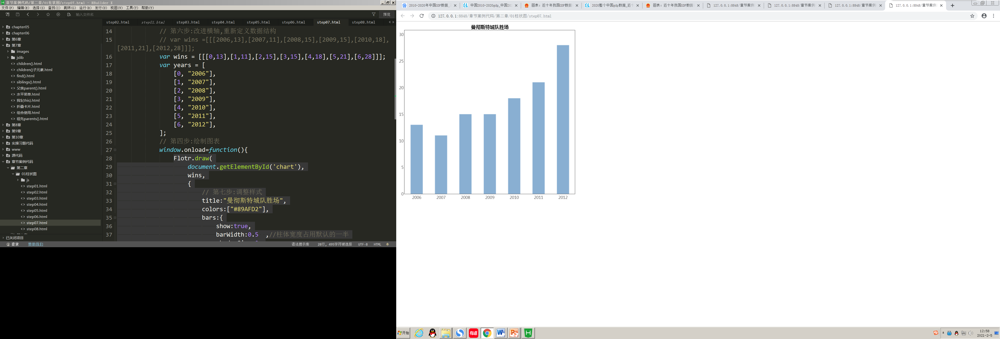 章节案例代码/第二章/01柱状图/step07.html - HBuilder X
文件(F) 编辑(E) 选择(S) 查找(I) 跳转(G) 运行(R) 发行(U) 视图(V) 工具(T) 帮助(Y)
输入文件名
预览
chapter05
chapter06
第6章
第7章
images
jslib
children().html
children()子元素.html
find().html
siblings().html
父亲parent().html
水平菜单.html
我$(this).html
折叠卡片.html
组合使用.html
祖先parents().html
第8章
第9章
第10章
实操习题代码
www
源代码
章节案例代码
第二章
01柱状图
js
step01.html
step02.html
step03.html
step04.html
step05.html
step06.html
step07.html
step08.html
已关闭项目
登录 赞助我们
step02.html step01.html step03.html step04.html step05.html step06.html step07.html step08.html
14 // 第六步:改进横轴,重新定义数据结构
15 // var wins =[[[2006,13],[2007,11],[2008,15],[2009,15],[2010,18],
[2011,21],[2012,28]]];
16 var wins = [[[0,13],[1,11],[2,15],[3,15],[4,18],[5,21],[6,28]]];
17 var years = [
18 [0, "2006"],
19 [1, "2007"],
20 [2, "2008"],
21 [3, "2009"],
22 [4, "2010"],
23 [5, "2011"],
24 [6, "2012"],
25 ];
26 // 第四步:绘制图表
27 window.onload=function(){
28 Flotr.draw(
29 document.getElementById('chart'),
30 wins,
31 {
32 // 第七步:调整样式
33 title:"曼彻斯特城队胜场",
34 colors:["#89AFD2"],
35 bars:{
36 show:true,
37 barWidth:0.5 ,//柱体宽度占用默认的一半
语法提示库 28行, 495字符被选择 UTF-8 HTML
2010-2020年中国GDP数据_ 中国2010-2020gdp_中国202 图表：近十年我国GDP数据 2020整个中国gdp数据_近十 图表：近十年我国GDP数据 127.0.0.1:8848/章节案例 127.0.0.1:8848/章节案例 127.0.0.1:8848/章节案例 127.0.0.1:8848/章节案例
127.0.0.1:8848/章节案例代码/第二章/01柱状图/step07.html
曼彻斯特城队胜场
30
25
20
15
10
5
0
2006 2007 2008 2009 2010 2011 2012
开始 有道
12:58
2021-2-5